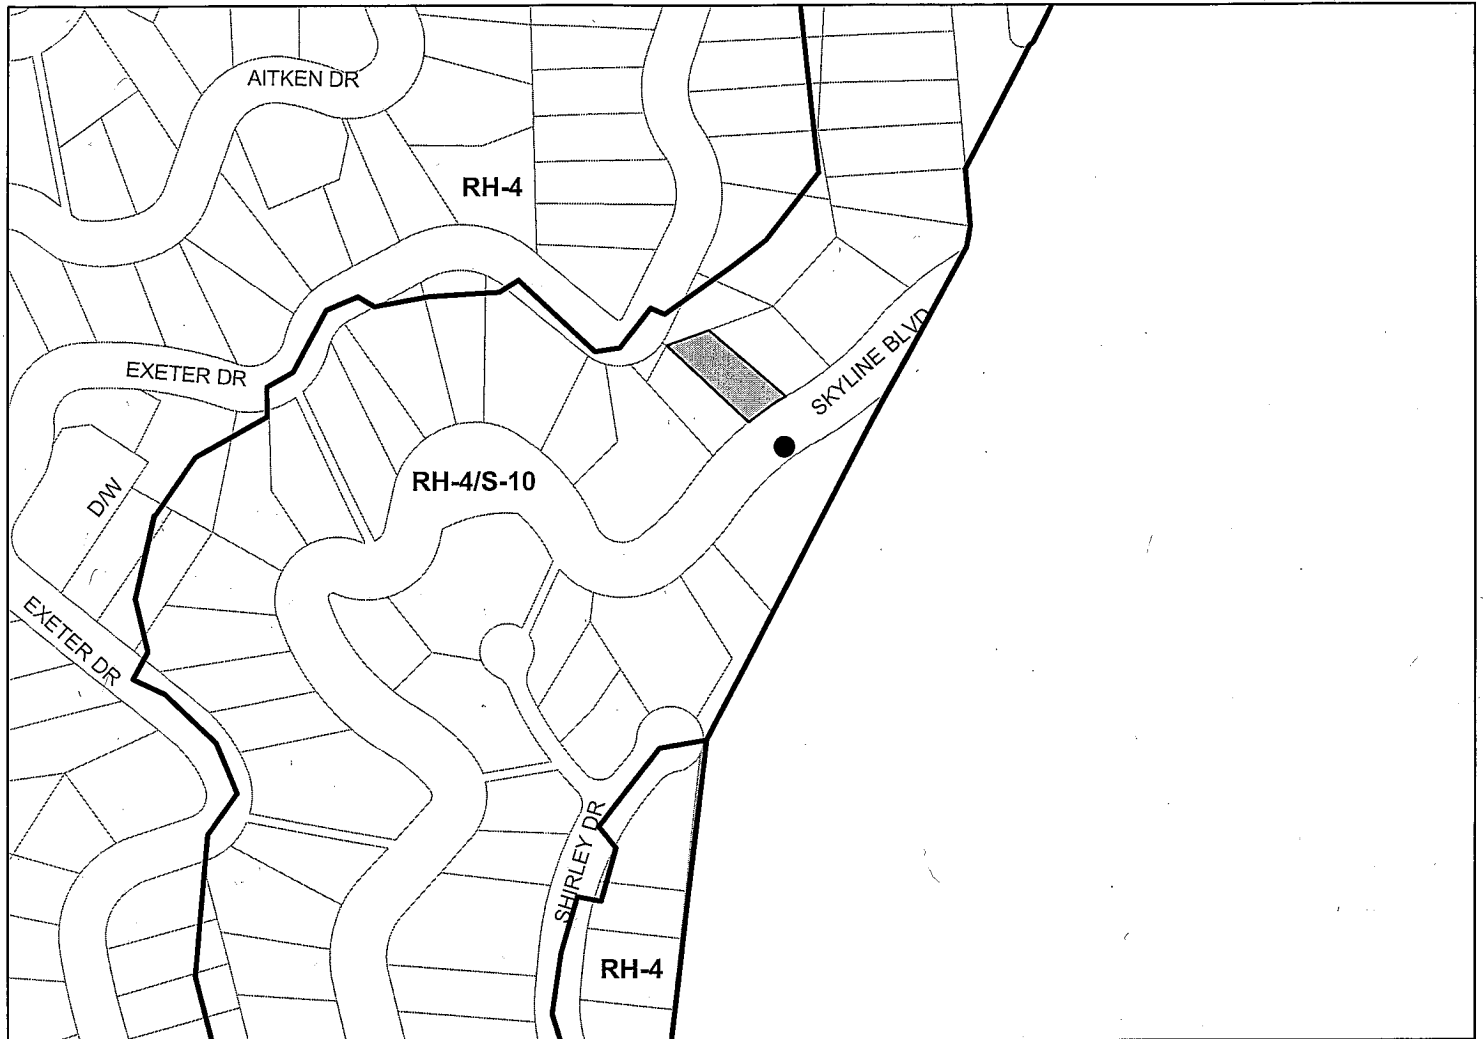 AITKEN DR
RH-4
SKYLINE BLVD
EXETER DR
RH-4/S-10
D/W
EXETER DR
SHIRLEY DR
RH-4